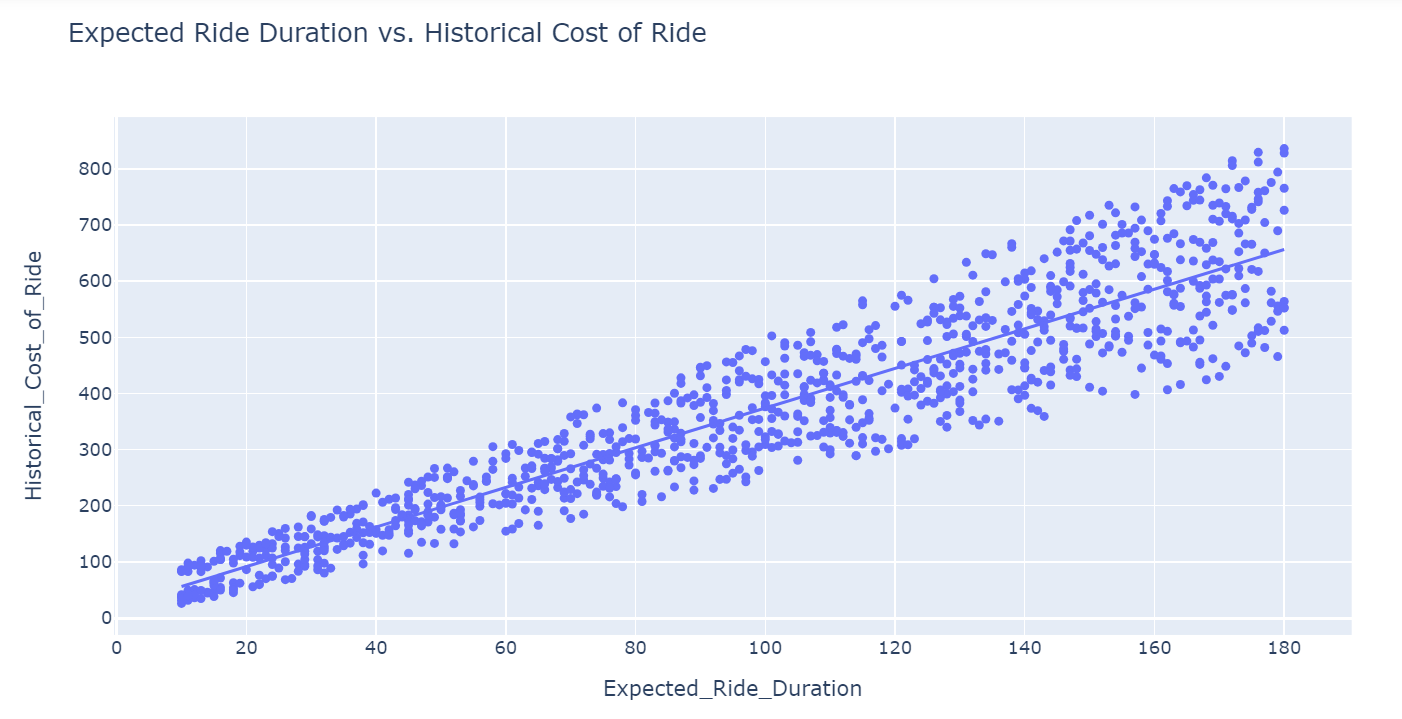 Expected Ride Duration vs. Historical Cost of Ride
Historical_Cost_of_Ride
800
700
600
500
400
300
200
100
0
0 20 40 60 80 100 120 140 160 180
Expected_Ride_Duration